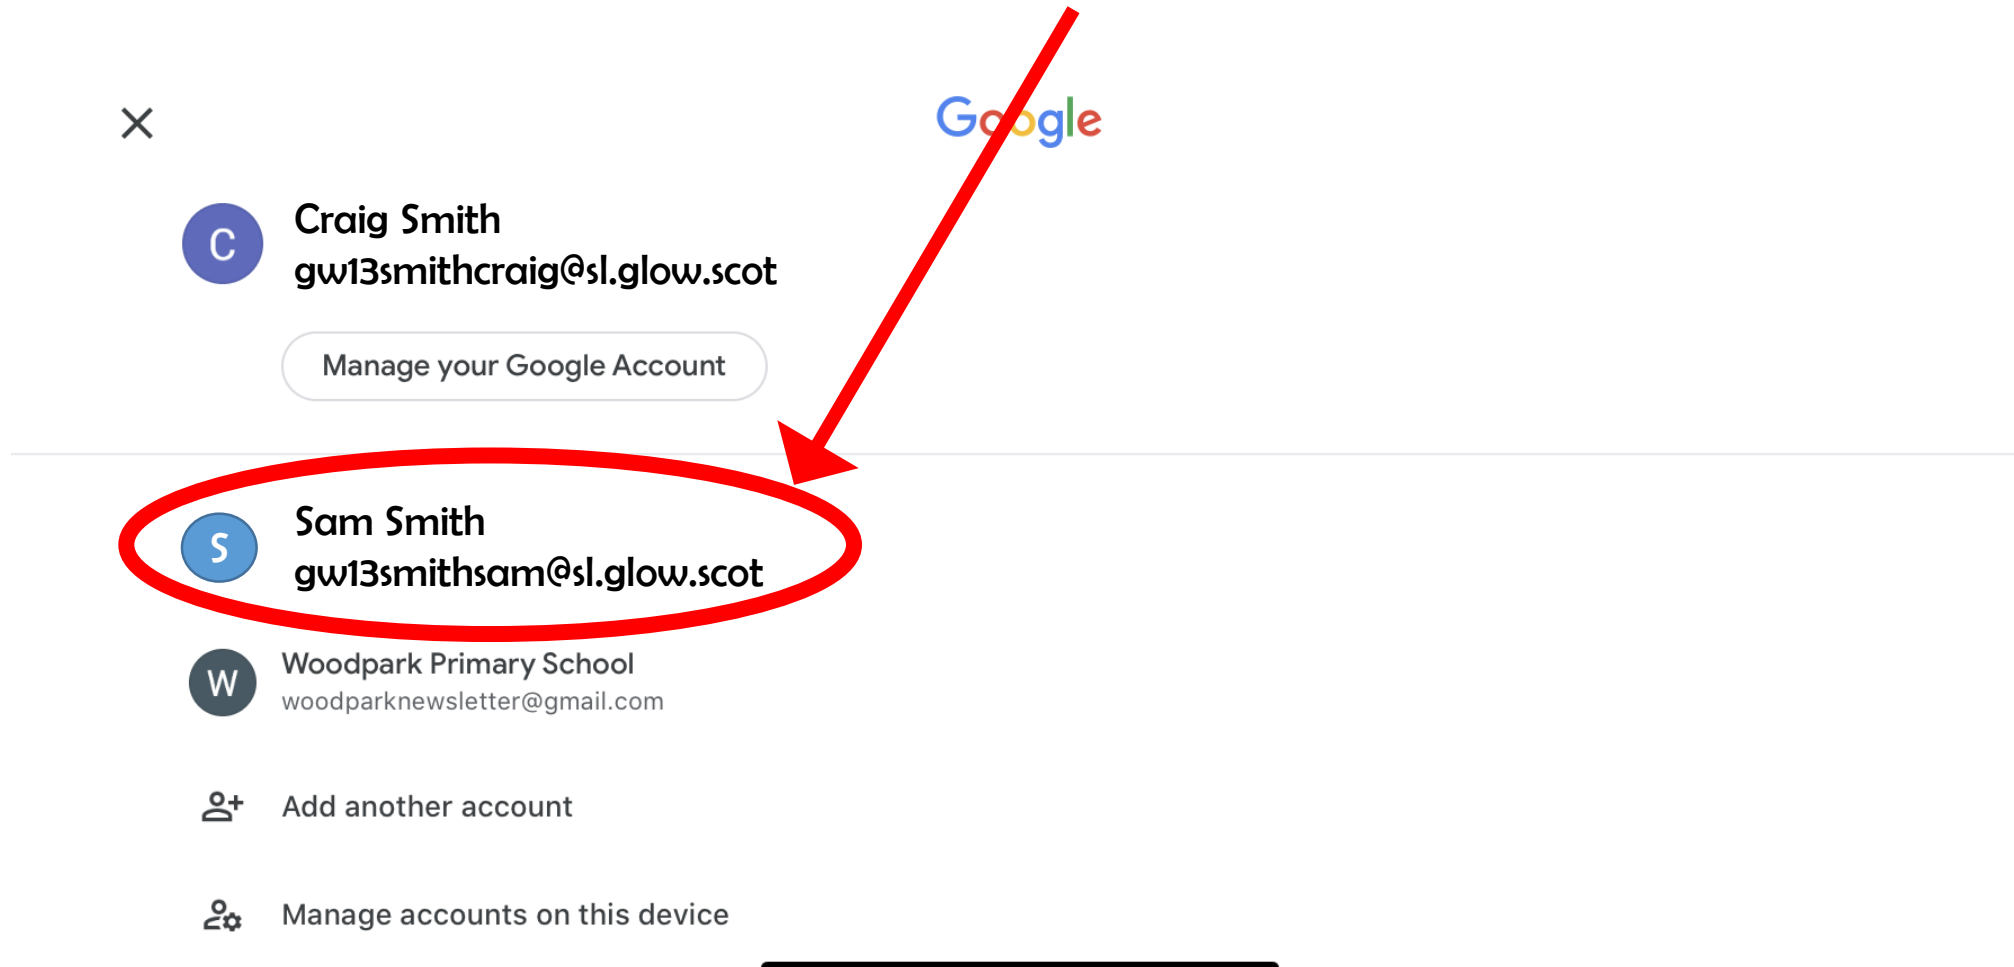 Google
C
Craig Smith
gw13smithcraig@sl.glow.scot
Manage your Google Account
S
Sam Smith
gw13smithsam@sl.glow.scot
W
Woodpark Primary School
woodparknewsletter@gmail.com
Add another account
Manage accounts on this device